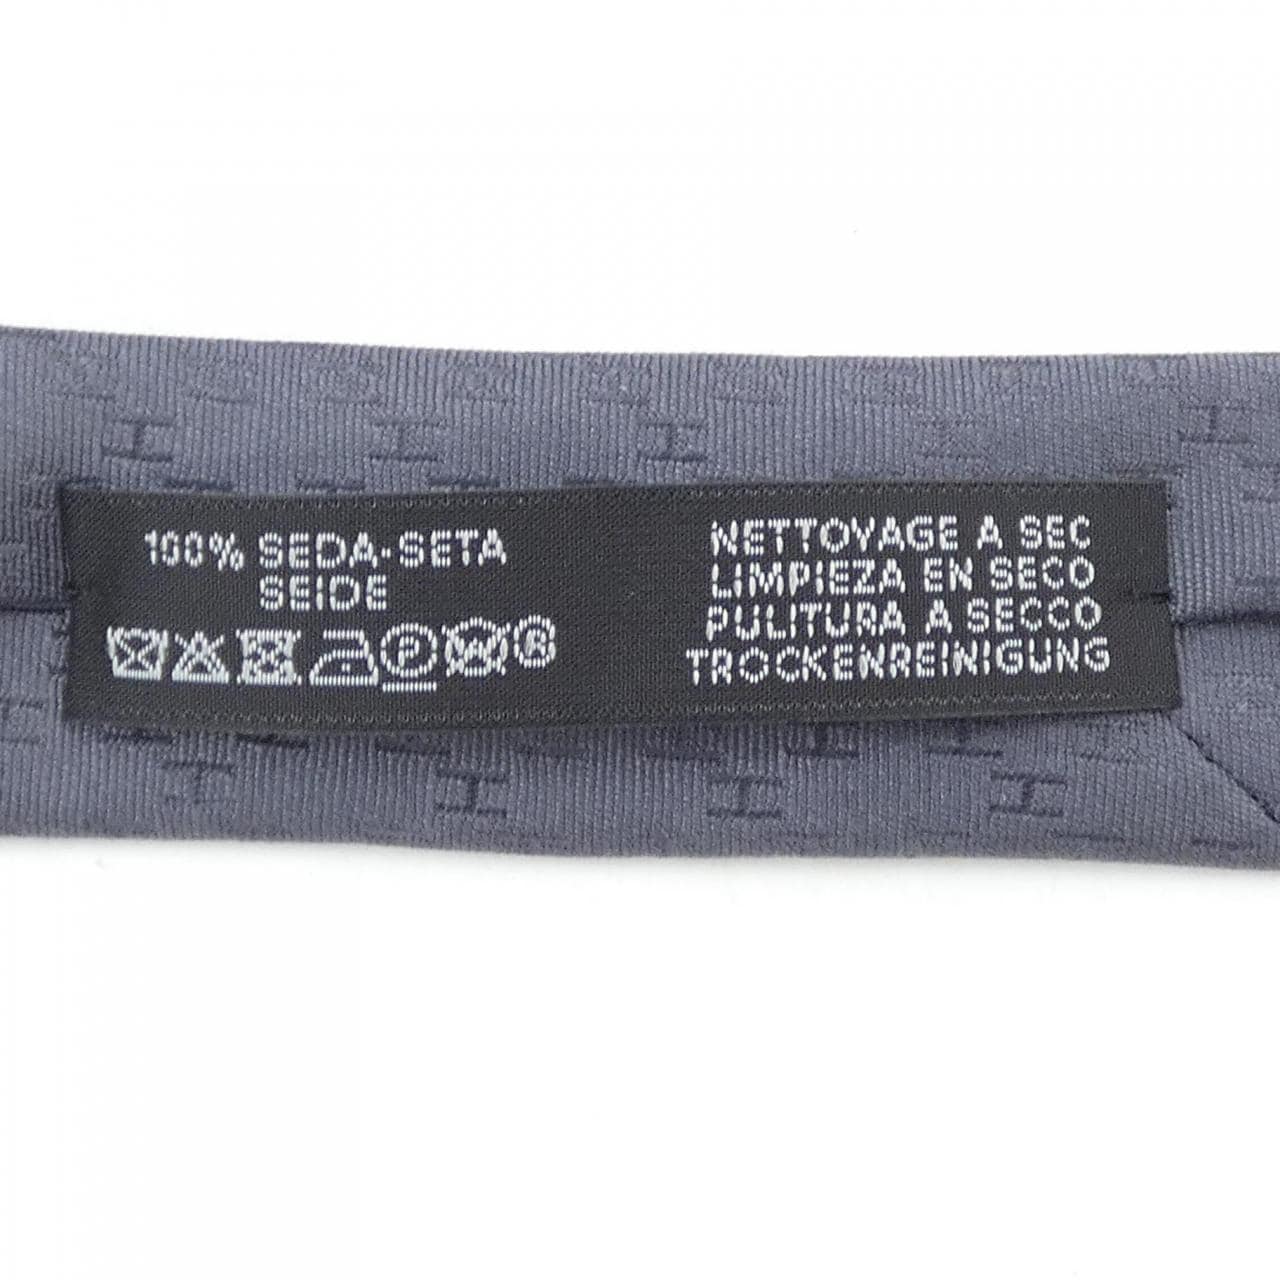 100% SEDA-SETA
SEIDE
P
NETTOYAGE A SEC
LIMPIEZA EN SECO
PULITURA A SECCO
TROCKENREINIGUNG